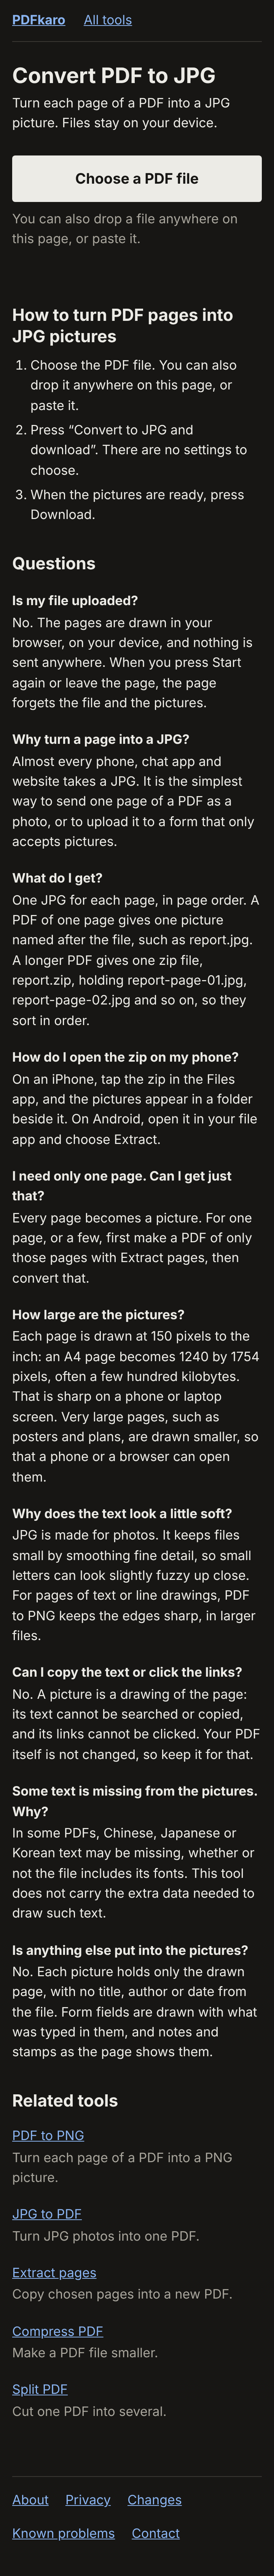 PDFkaro All tools
Convert PDF to JPG
Turn each page of a PDF into a JPG
picture. Files stay on your device.
Choose a PDF file
You can also drop a file anywhere on
this page, or paste it.
How to turn PDF pages into
JPG pictures
1. Choose the PDF file. You can also
drop it anywhere on this page, or
paste it.
2. Press “Convert to JPG and
download”. There are no settings to
choose.
3. When the pictures are ready, press
Download.
Questions
Is my file uploaded?
No. The pages are drawn in your
browser, on your device, and nothing is
sent anywhere. When you press Start
again or leave the page, the page
forgets the file and the pictures.
Why turn a page into a JPG?
Almost every phone, chat app and
website takes a JPG. It is the simplest
way to send one page of a PDF as a
photo, or to upload it to a form that only
accepts pictures.
What do I get?
One JPG for each page, in page order. A
PDF of one page gives one picture
named after the file, such as report.jpg.
A longer PDF gives one zip file,
report.zip, holding report-page-01.jpg,
report-page-02.jpg and so on, so they
sort in order.
How do I open the zip on my phone?
On an iPhone, tap the zip in the Files
app, and the pictures appear in a folder
beside it. On Android, open it in your file
app and choose Extract.
I need only one page. Can I get just
that?
Every page becomes a picture. For one
page, or a few, first make a PDF of only
those pages with Extract pages, then
convert that.
How large are the pictures?
Each page is drawn at 150 pixels to the
inch: an A4 page becomes 1240 by 1754
pixels, often a few hundred kilobytes.
That is sharp on a phone or laptop
screen. Very large pages, such as
posters and plans, are drawn smaller, so
that a phone or a browser can open
them.
Why does the text look a little soft?
JPG is made for photos. It keeps files
small by smoothing fine detail, so small
letters can look slightly fuzzy up close.
For pages of text or line drawings, PDF
to PNG keeps the edges sharp, in larger
files.
Can I copy the text or click the links?
No. A picture is a drawing of the page:
its text cannot be searched or copied,
and its links cannot be clicked. Your PDF
itself is not changed, so keep it for that.
Some text is missing from the pictures.
Why?
In some PDFs, Chinese, Japanese or
Korean text may be missing, whether or
not the file includes its fonts. This tool
does not carry the extra data needed to
draw such text.
Is anything else put into the pictures?
No. Each picture holds only the drawn
page, with no title, author or date from
the file. Form fields are drawn with what
was typed in them, and notes and
stamps as the page shows them.
Related tools
PDF to PNG
Turn each page of a PDF into a PNG
picture.
JPG to PDF
Turn JPG photos into one PDF.
Extract pages
Copy chosen pages into a new PDF.
Compress PDF
Make a PDF file smaller.
Split PDF
Cut one PDF into several.
About Privacy Changes
Known problems Contact